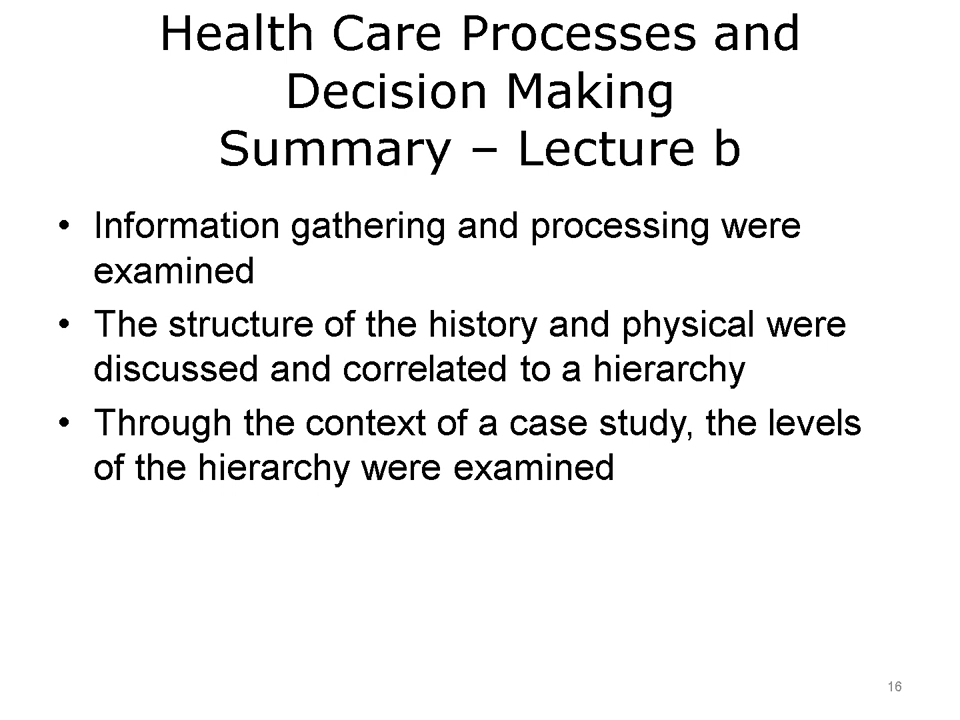 Health Care Processes and
Decision Making
Summary – Lecture b
• Information gathering and processing were
examined
• The structure of the history and physical were
discussed and correlated to a hierarchy
• Through the context of a case study, the levels
of the hierarchy were examined
16